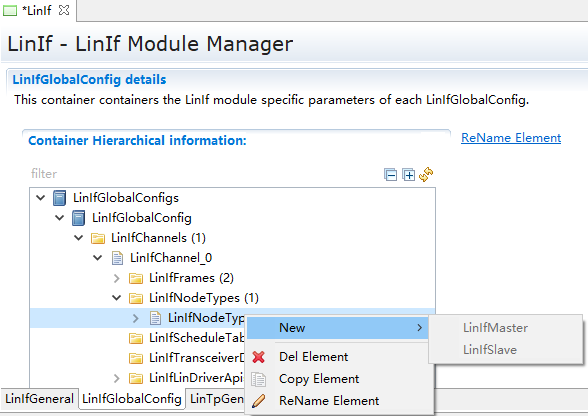 *LinIf
LinIf - LinIf Module Manager
LinIfGlobalConfig details
This container containers the LinIf module specific parameters of each LinIfGlobalConfig.
Container Hierarchical information:
ReName Element
filter
LinIfGlobalConfigs
LinIfGlobalConfig
LinIfChannels (1)
LinIfChannel_0
LinIfFrames (2)
LinIfNodeTypes (1)
LinIfNodeTyp
New
LinIfMaster
LinIfScheduleTab
LinIfSlave
LinIfTransceiverD
Del Element
LinIfLinDriverApi
Copy Element
LinIfGeneral
LinIfGlobalConfig
LinTpGen
ReName Element